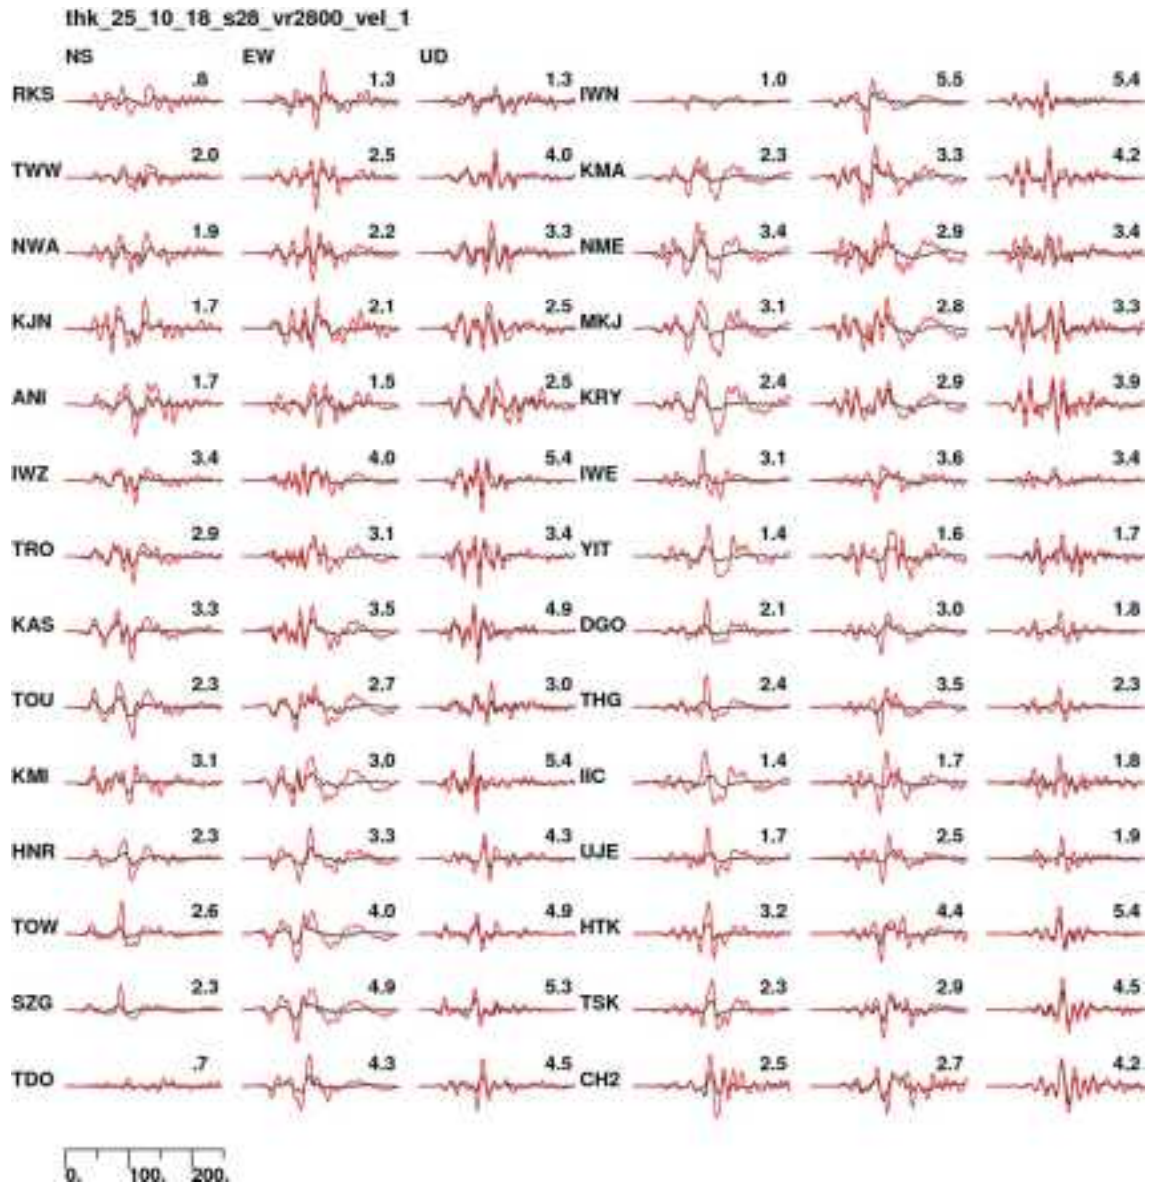 thk_25_10_18_s28_vr2800_vel_1
NS EW UD
RKS .8 1.3 1.3 IWN 1.0 5.5 5.4
TWW 2.0 2.5 4.0 KMA 2.3 3.3 4.2
NWA 1.9 2.2 3.3 NME 3.4 2.9 3.4
KJN 1.7 2.1 2.5 MKJ 3.1 2.8 3.3
ANI 1.7 1.5 2.5 KRY 2.4 2.9 3.9
IWZ 3.4 4.0 5.4 IWE 3.1 3.6 3.4
TRO 2.9 3.1 3.4 YIT 1.4 1.6 1.7
KAS 3.3 3.5 4.9 DGO 2.1 3.0 1.8
TOU 2.3 2.7 3.0 THG 2.4 3.5 2.3
KMI 3.1 3.0 5.4 IIC 1.4 1.7 1.8
HNR 2.3 3.3 4.3 UJE 1.7 2.5 1.9
TOW 2.6 4.0 4.9 HTK 3.2 4.4 5.4
SZG 2.3 4.9 5.3 TSK 2.3 2.9 4.5
TDO .7 4.3 4.5 CH2 2.5 2.7 4.2
0. 100. 200.